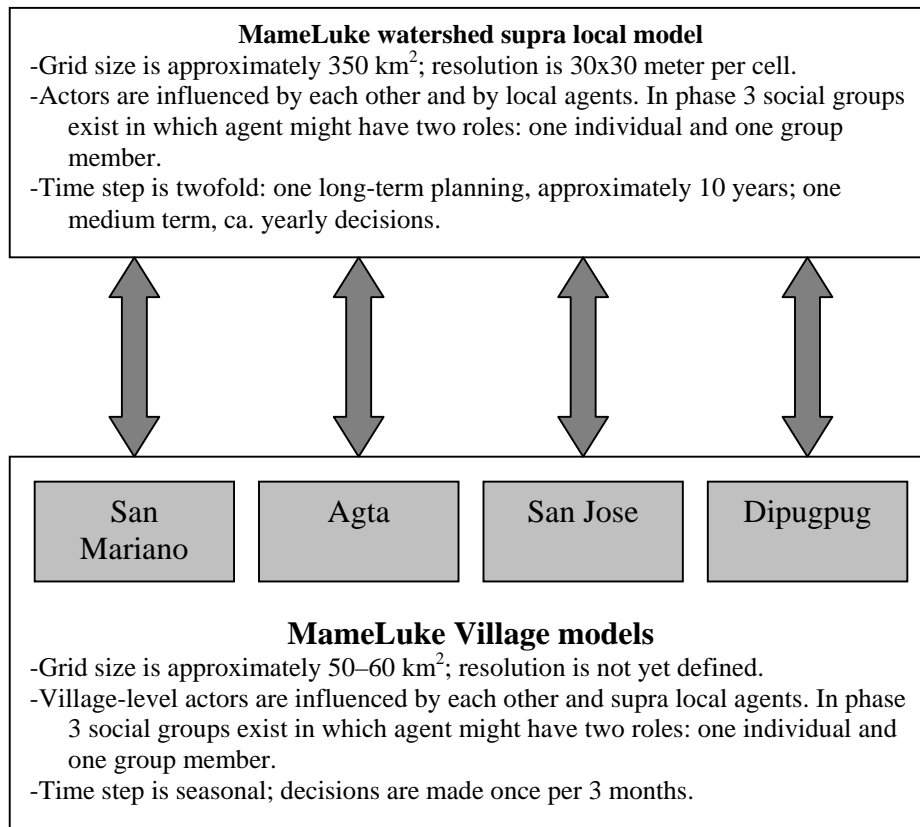 MameLuke watershed supra local model
-Grid size is approximately 350 km²; resolution is 30x30 meter per cell.
-Actors are influenced by each other and by local agents. In phase 3 social groups
exist in which agent might have two roles: one individual and one group
member.
-Time step is twofold: one long-term planning, approximately 10 years; one
medium term, ca. yearly decisions.
San
Mariano
Agta
San Jose
Dipugpug
MameLuke Village models
-Grid size is approximately 50–60 km²; resolution is not yet defined.
-Village-level actors are influenced by each other and supra local agents. In phase
3 social groups exist in which agent might have two roles: one individual and
one group member.
-Time step is seasonal; decisions are made once per 3 months.